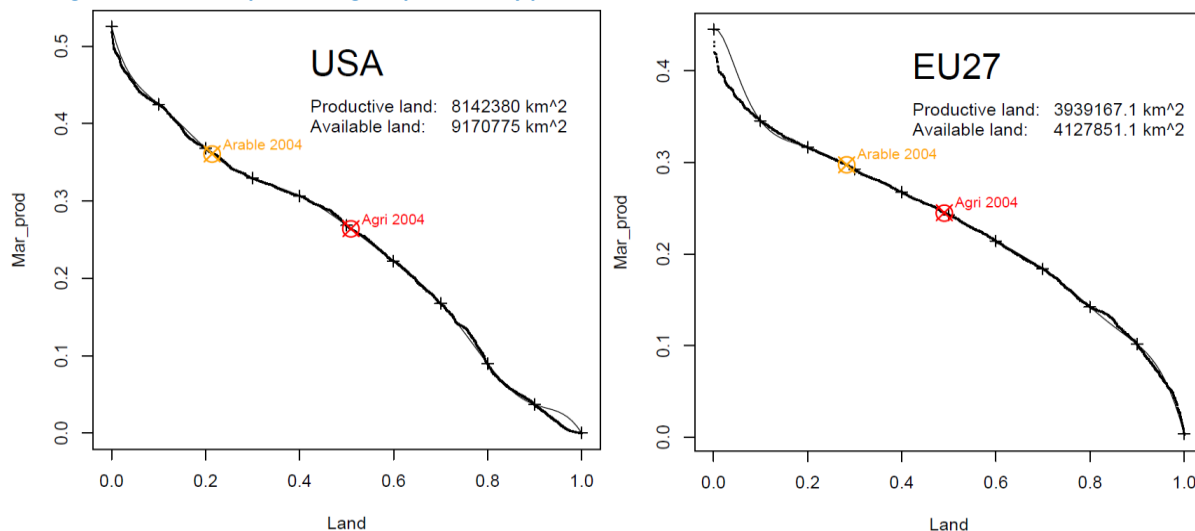 USA
Productive land: 8142380 km^2
Available land: 9170775 km^2
Arable 2004
Agri 2004
Mar_prod
0.0
0.1
0.2
0.3
0.4
0.5
0.0 0.2 0.4 0.6 0.8 1.0
Land
EU27
Productive land: 3939167.1 km^2
Available land: 4127851.1 km^2
Arable 2004
Agri 2004
Mar_prod
0.0
0.1
0.2
0.3
0.4
0.0 0.2 0.4 0.6 0.8 1.0
Land